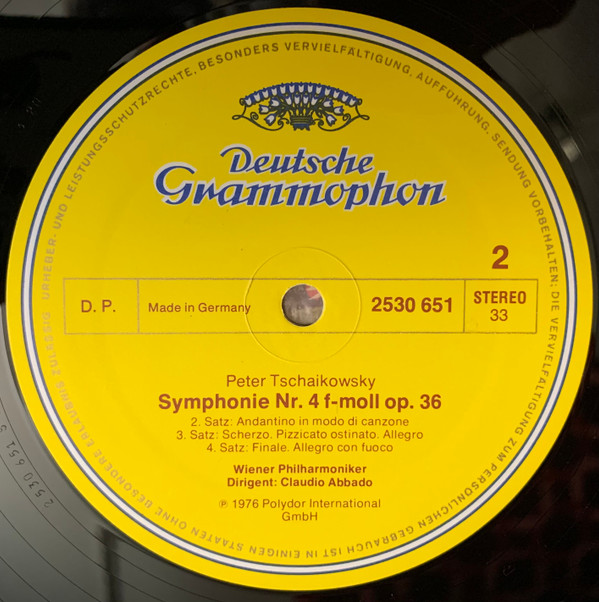 URHEBER- UND LEISTUNGSSCHUTZRECHTE, BESONDERS VERVIELFÄLTIGUNG, AUFFÜHRUNG, SENDUNG VORBEHALTEN; DIE VERVIELFÄLTIGUNG ZUM PERSÖNLICHEN GEBRAUCH IST IN EINIGEN STAATEN OHNE BESONDERE ERLAUBNIS ZULÄSSIG
Deutsche
Grammophon
2
D. P.
Made in Germany
2530 651
STEREO
33
Peter Tschaikowsky
Symphonie Nr. 4 f-moll op. 36
2. Satz: Andantino in modo di canzone
3. Satz: Scherzo. Pizzicato ostinato. Allegro
4. Satz: Finale. Allegro con fuoco
Wiener Philharmoniker
Dirigent: Claudio Abbado
℗ 1976 Polydor International
GmbH
2530 651